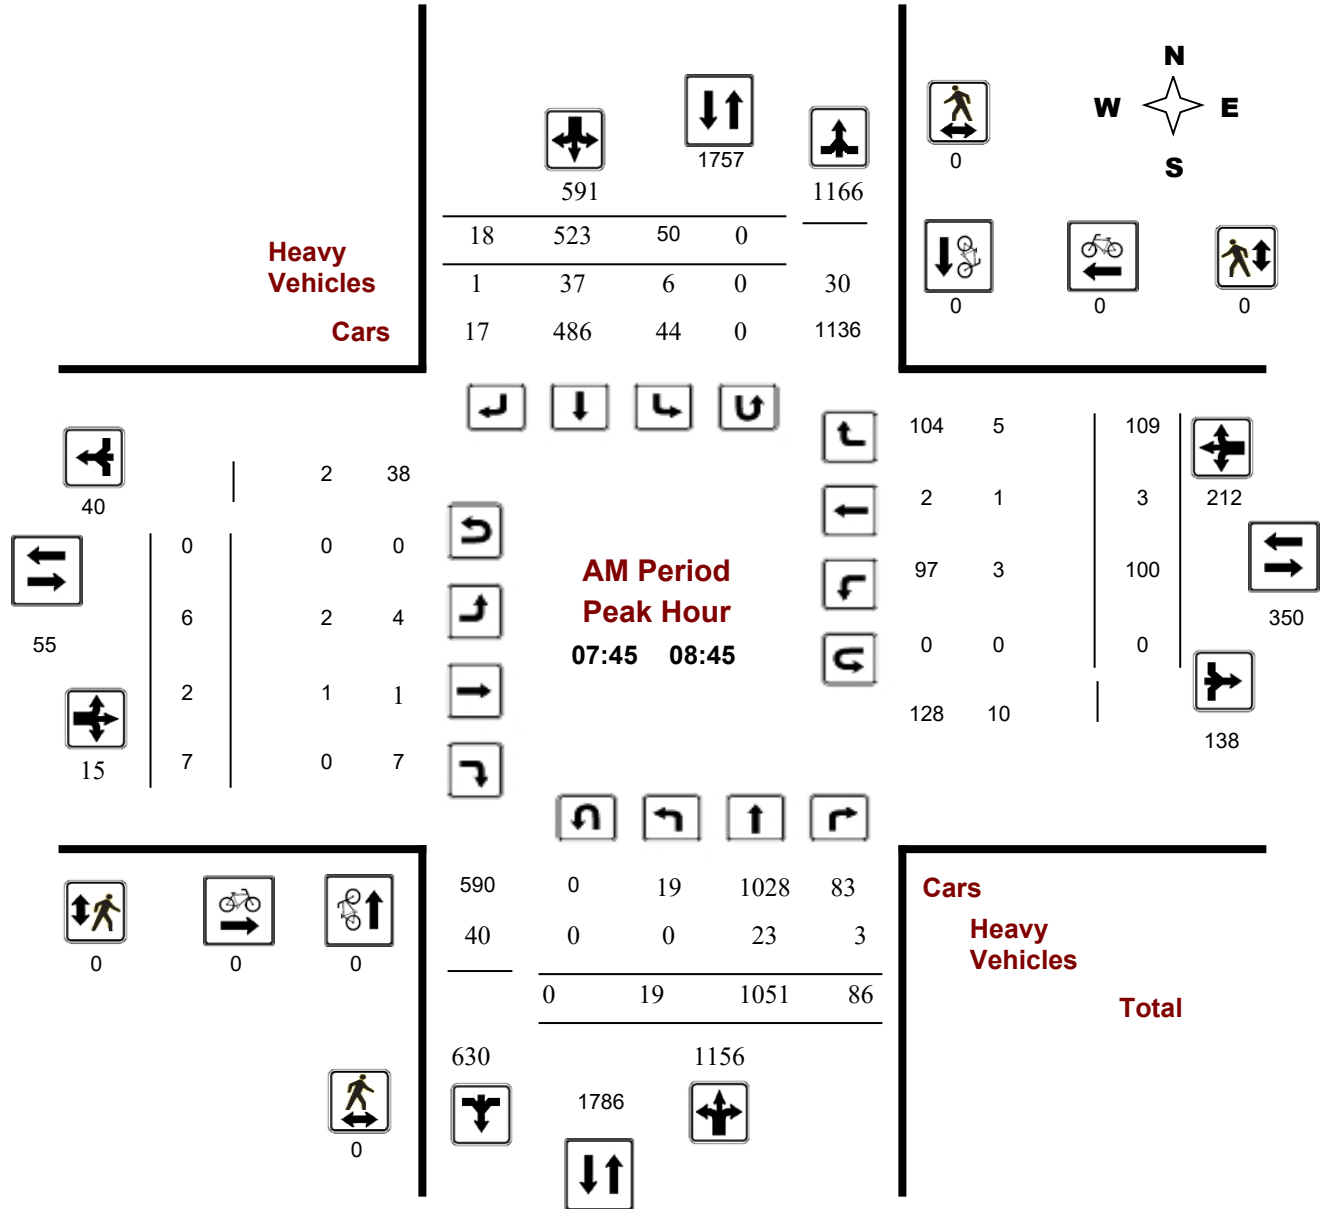 N
W E
S
0
1757
591 1166
18 523 50 0
Heavy
Vehicles 1 37 6 0 30
0 0 0
Cars 17 486 44 0 1136
104 5 109
2 38
40 2 1 3 212
0 0 0
AM Period 97 3 100
Peak Hour
6 2 4 350
55 07:45 08:45 0 0 0
2 1 1
128 10 138
15 7 0 7
590 0 19 1028 83 Cars
40 0 0 23 3 Heavy
Vehicles
0 0 0
0 19 1051 86 Total
630 1156
1786
0